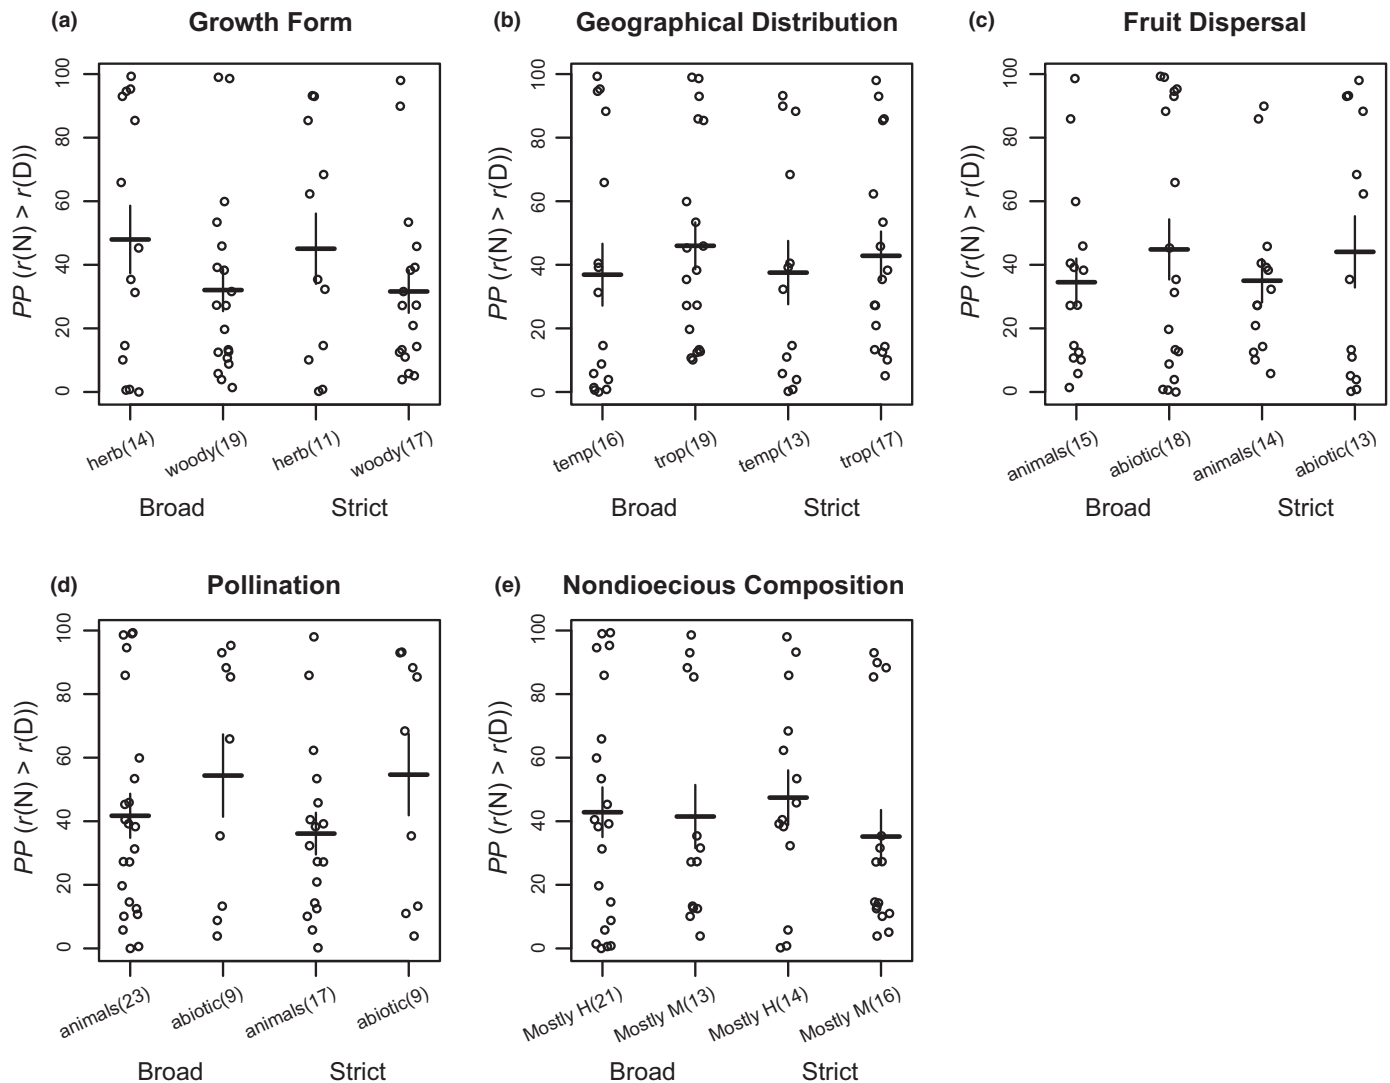 (a) Growth Form
PP (r(N) > r(D))
100
80
60
40
20
0
herb(14) woody(19) herb(11) woody(17)
Broad Strict
(b) Geographical Distribution
PP (r(N) > r(D))
100
80
60
40
20
0
temp(16) trop(19) temp(13) trop(17)
Broad Strict
(c) Fruit Dispersal
PP (r(N) > r(D))
100
80
60
40
20
0
animals(15) abiotic(18) animals(14) abiotic(13)
Broad Strict
(d) Pollination
PP (r(N) > r(D))
100
80
60
40
20
0
animals(23) abiotic(9) animals(17) abiotic(9)
Broad Strict
(e) Nondioecious Composition
PP (r(N) > r(D))
100
80
60
40
20
0
Mostly H(21) Mostly M(13) Mostly H(14) Mostly M(16)
Broad Strict